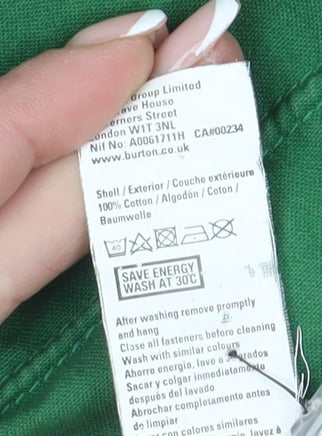 Group Limited
House
Street
London W1T 3NL
Nif No: A0061711H CA#00234
www.burton.co.uk
Shell / Exterior / Couche extérieure
100% Cotton / Algodón / Coton /
Baumwolle
40
SAVE ENERGY
WASH AT 30°C
After washing remove promptly
and hang
Close all fasteners before cleaning
Wash with similar colours
Ahorre energia, lave a
Sacar y colgar inmediatamente
después del lavado
Abrochar completamente antes
de limpiar
con colores similares
lavez à